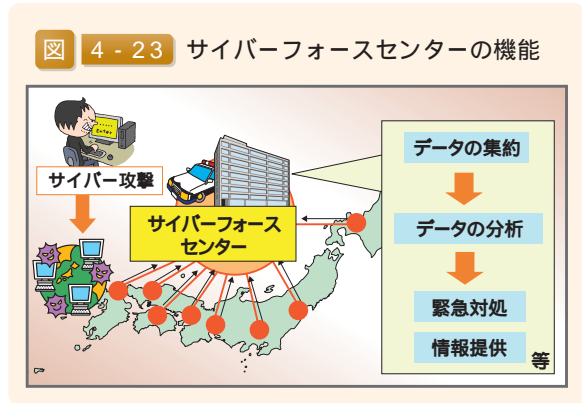 図 4-23 サイバーフォースセンターの機能
Enter
サイバー攻撃
サイバーフォース
センター
データの集約
データの分析
緊急対処
情報提供
等